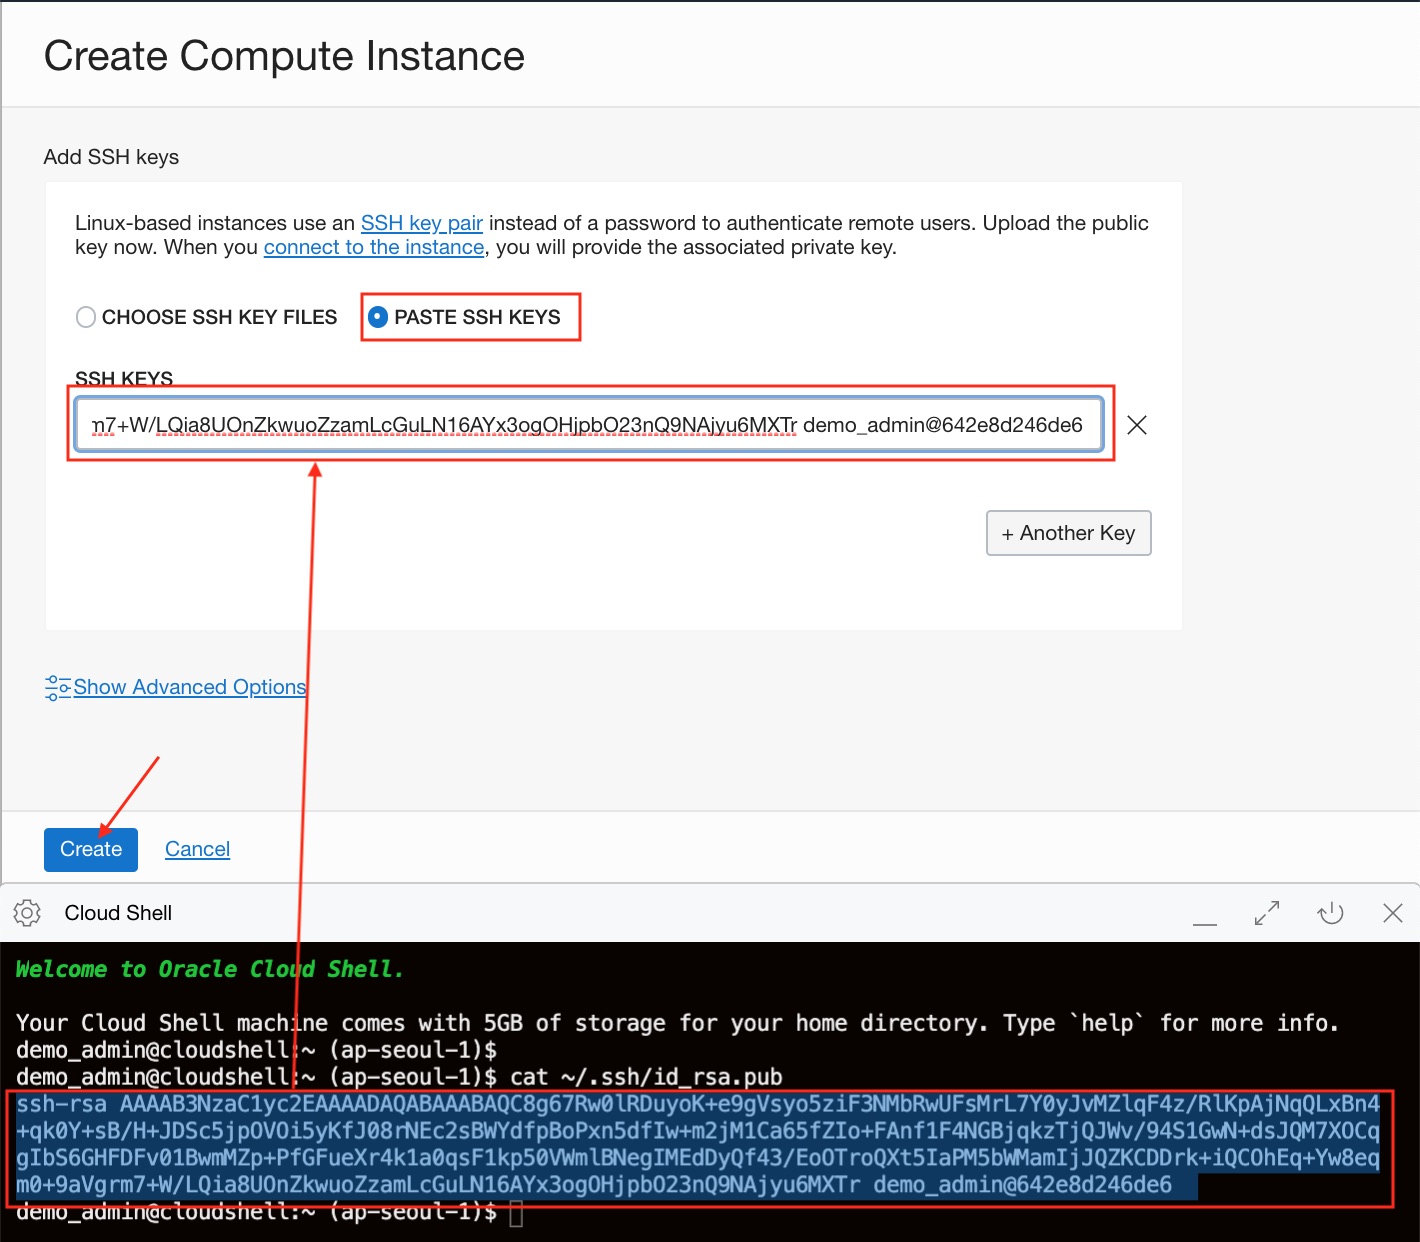 Create Compute Instance
Add SSH keys
Linux-based instances use an SSH key pair instead of a password to authenticate remote users. Upload the public
key now. When you connect to the instance, you will provide the associated private key.
CHOOSE SSH KEY FILES PASTE SSH KEYS
SSH KEYS
m7+W/LQia8UOnZkwuoZzamLcGuLN16AYx3ogOHjpbO23nQ9NAjyu6MXTr demo_admin@642e8d246de6
+ Another Key
Show Advanced Options
Create Cancel
Cloud Shell
Welcome to Oracle Cloud Shell.
Your Cloud Shell machine comes with 5GB of storage for your home directory. Type `help` for more info.
demo_admin@cloudshell:~ (ap-seoul-1)$
demo_admin@cloudshell:~ (ap-seoul-1)$ cat ~/.ssh/id_rsa.pub
ssh-rsa AAAAB3NzaC1yc2EAAAADAQABAAABAQC8g67Rw0lRDuyoK+e9gVsyo5ziF3NMbRwUFsMrL7Y0yJvMZlqF4z/RlKpAjNqQLxBn4
+qk0Y+sB/H+JDSc5jpOVOi5yKfJ08rNEc2sBWYdfpBoPxn5dfIw+m2jM1Ca65fZIo+FAnf1F4NGBjqkzTjQJWv/94S1GwN+dsJQM7XOCq
gIbS6GHFDFv01BwmMZp+PfGFueXr4k1a0qsF1kp50VWmlBNegIMEdDyQf43/EoOTroQXt5IaPM5bWMamIjJQZKCDDrk+iQCOhEq+Yw8eq
m0+9aVgrm7+W/LQia8UOnZkwuoZzamLcGuLN16AYx3ogOHjpbO23nQ9NAjyu6MXTr demo_admin@642e8d246de6
demo_admin@cloudshell:~ (ap-seoul-1)$